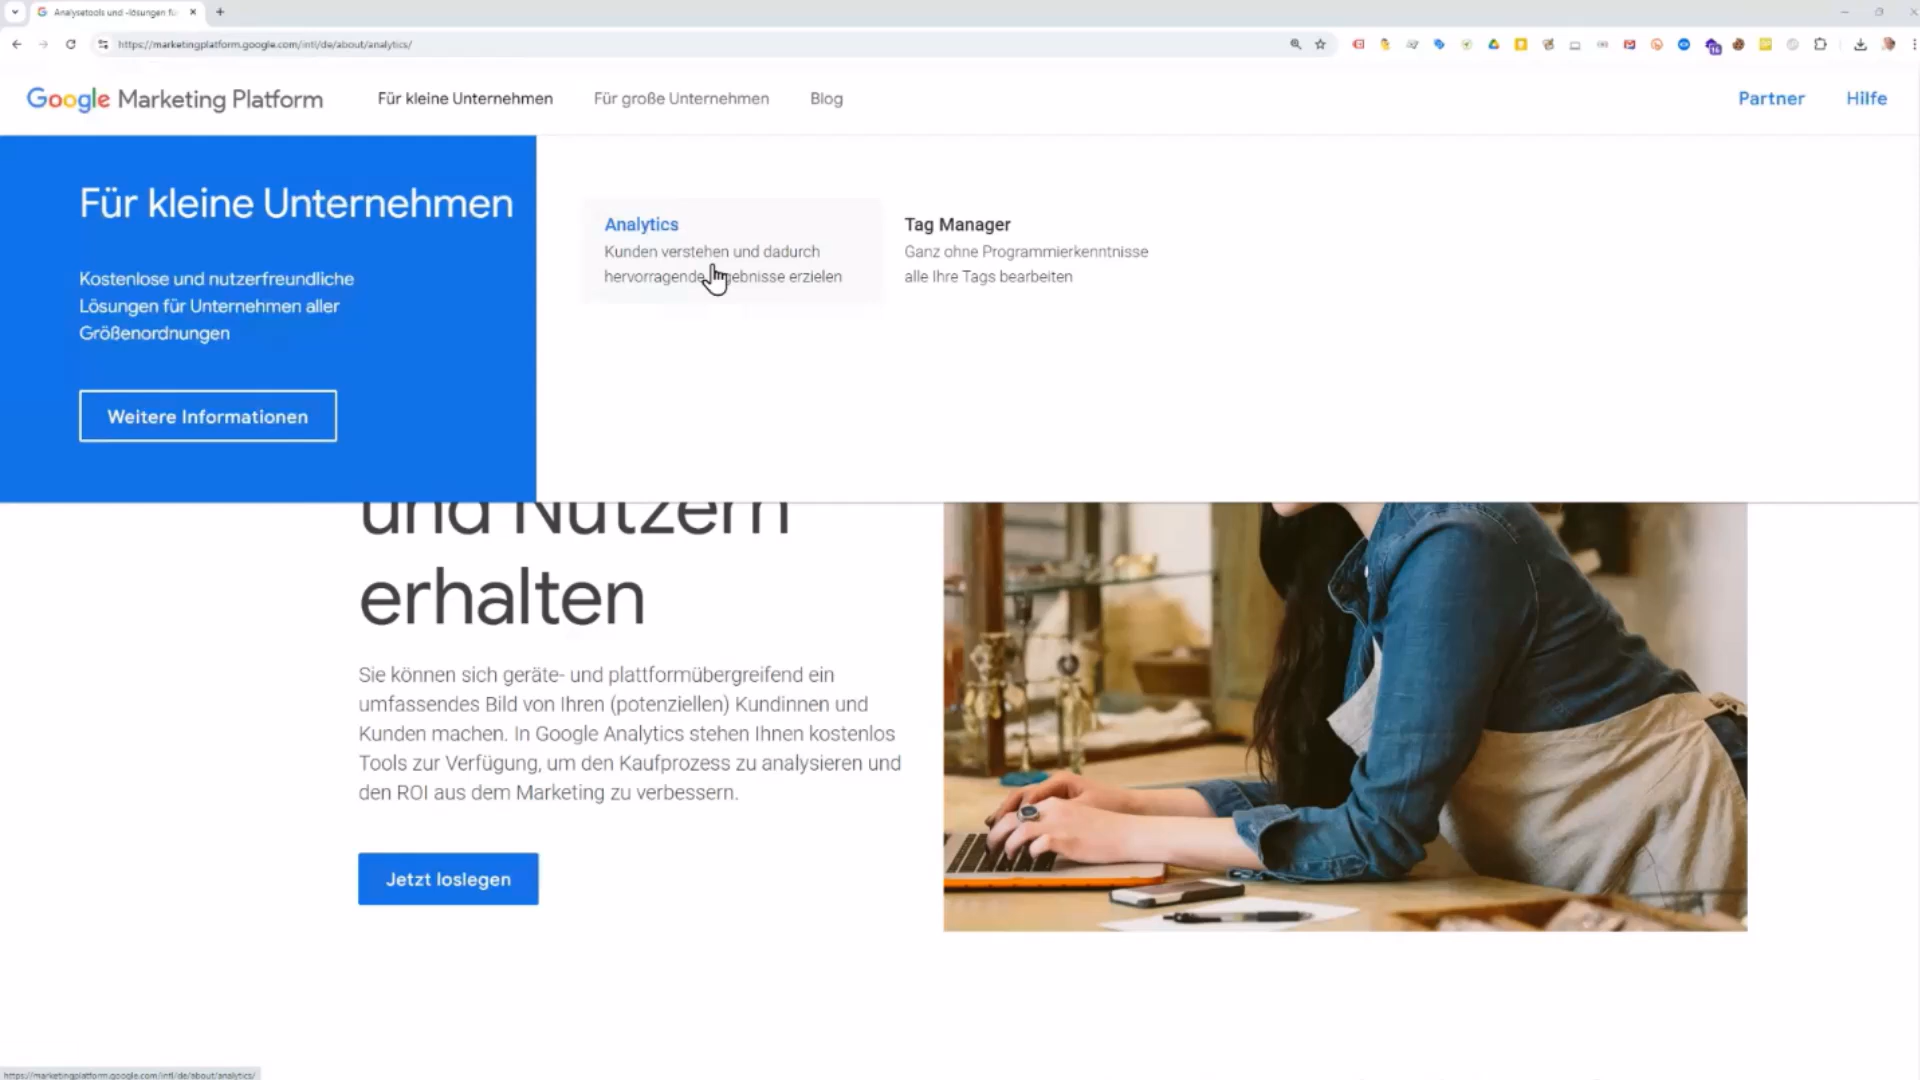 Analysetools und -lösungen fü
https://marketingplatform.google.com/intl/de/about/analytics/
Google Marketing Platform
Für kleine Unternehmen
Für große Unternehmen
Blog
Partner
Hilfe
Für kleine Unternehmen
Kostenlose und nutzerfreundliche
Lösungen für Unternehmen aller
Größenordnungen
Weitere Informationen
Analytics
Kunden verstehen und dadurch
hervorragende erzielen
Tag Manager
Ganz ohne Programmierkenntnisse
alle Ihre Tags bearbeiten
und Nutzern
erhalten
Sie können sich geräte- und plattformübergreifend ein
umfassendes Bild von Ihren (potenziellen) Kundinnen und
Kunden machen. In Google Analytics stehen Ihnen kostenlos
Tools zur Verfügung, um den Kaufprozess zu analysieren und
den ROI aus dem Marketing zu verbessern.
Jetzt loslegen
https://marketingplatform.google.com/intl/de/about/analytics/